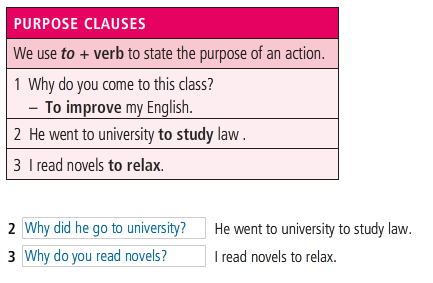 PURPOSE CLAUSES
We use to + verb to state the purpose of an action.
1 Why do you come to this class?
– To improve my English.
2 He went to university to study law .
3 I read novels to relax.
2 Why did he go to university? He went to university to study law.
3 Why do you read novels? I read novels to relax.